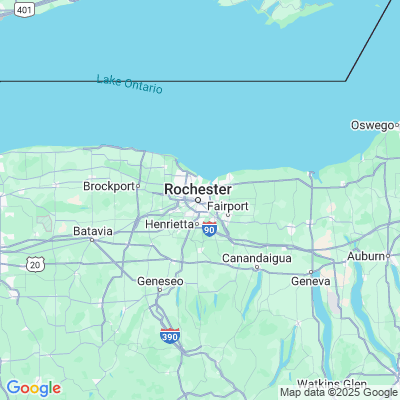 401
Lake Ontario
Oswego
Brockport
Rochester
Fairport
Henrietta
90
Batavia
20
Canandaigua
Auburn
Geneseo
Geneva
390
Watkins Glen
Google
Map data ©2025 Google